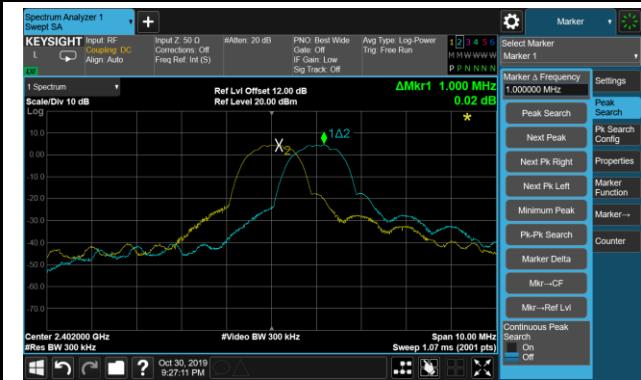 Spectrum Analyzer 1
Swept SA
Marker
KEYSIGHT Input: RF
Coupling: DC
Align: Auto
L
LV
Input Z: 50 Ω
Corrections: Off
Freq Ref: Int (S)
#Atten: 20 dB
PNO: Best Wide
Gate: Off
IF Gain: Low
Sig Track: Off
Avg Type: Log-Power
Trig: Free Run
1 2 3 4 5 6
M M W W W W
P P N N N N
Select Marker
Marker 1
1 Spectrum
Scale/Div 10 dB
Log
Ref Lvl Offset 12.00 dB
Ref Level 20.00 dBm
ΔMkr1 1.000 MHz
0.02 dB
*
1Δ2
X2
10.0
0.00
-10.0
-20.0
-30.0
-40.0
-50.0
-60.0
-70.0
Center 2.402000 GHz
#Res BW 300 kHz
#Video BW 300 kHz
Span 10.00 MHz
Sweep 1.07 ms (2001 pts)
Marker Δ Frequency
1.000000 MHz
Peak Search
Next Peak
Next Pk Right
Next Pk Left
Minimum Peak
Pk-Pk Search
Marker Delta
Mkr→CF
Mkr→Ref Lvl
Continuous Peak
Search
On
Off
Settings
Peak
Search
Pk Search
Config
Properties
Marker
Function
Marker→
Counter
?
Oct 30, 2019
9:27:11 PM